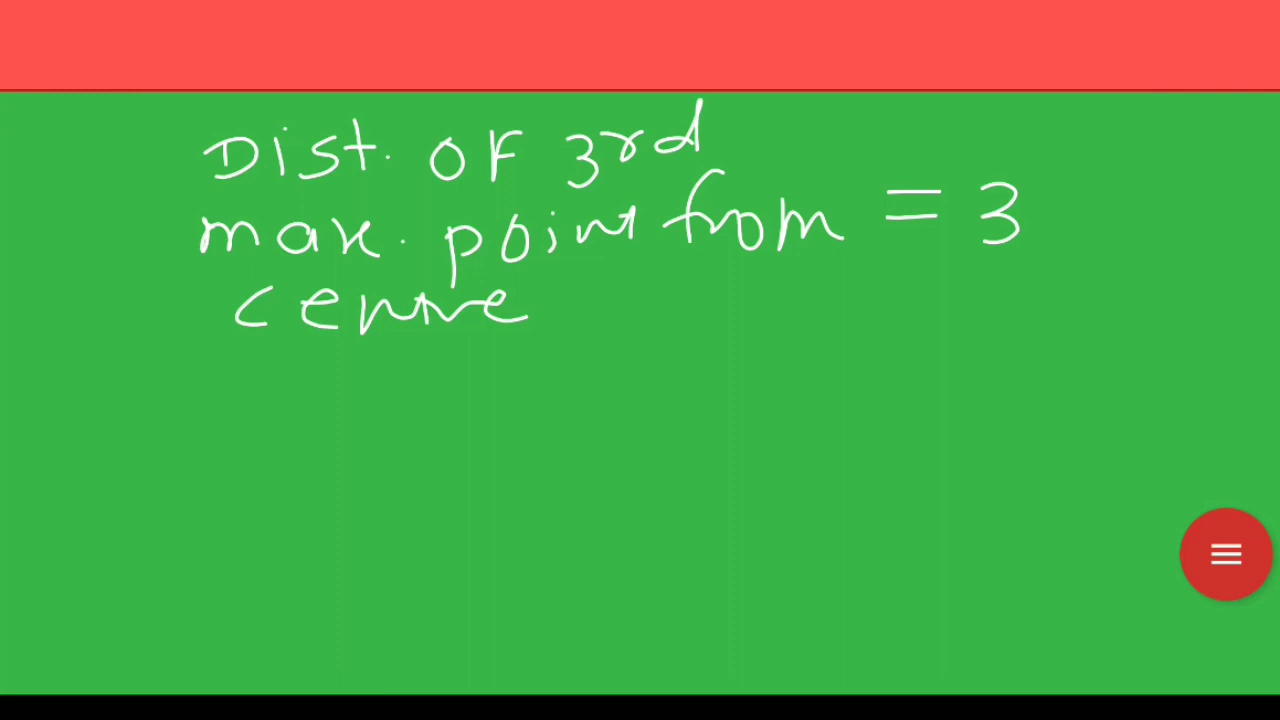 Dist. of 3rd
max. point from = 3
centre